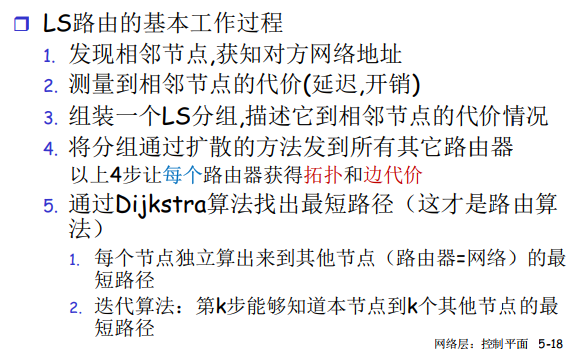 LS路由的基本工作过程
1. 发现相邻节点,获知对方网络地址
2. 测量到相邻节点的代价(延迟,开销)
3. 组装一个LS分组,描述它到相邻节点的代价情况
4. 将分组通过扩散的方法发到所有其它路由器
以上4步让每个路由器获得拓扑和边代价
5. 通过Dijkstra算法找出最短路径（这才是路由算
法）
1. 每个节点独立算出来到其他节点（路由器=网络）的最
短路径
2. 迭代算法：第k步能够知道本节点到k个其他节点的最
短路径
网络层：控制平面 5-18